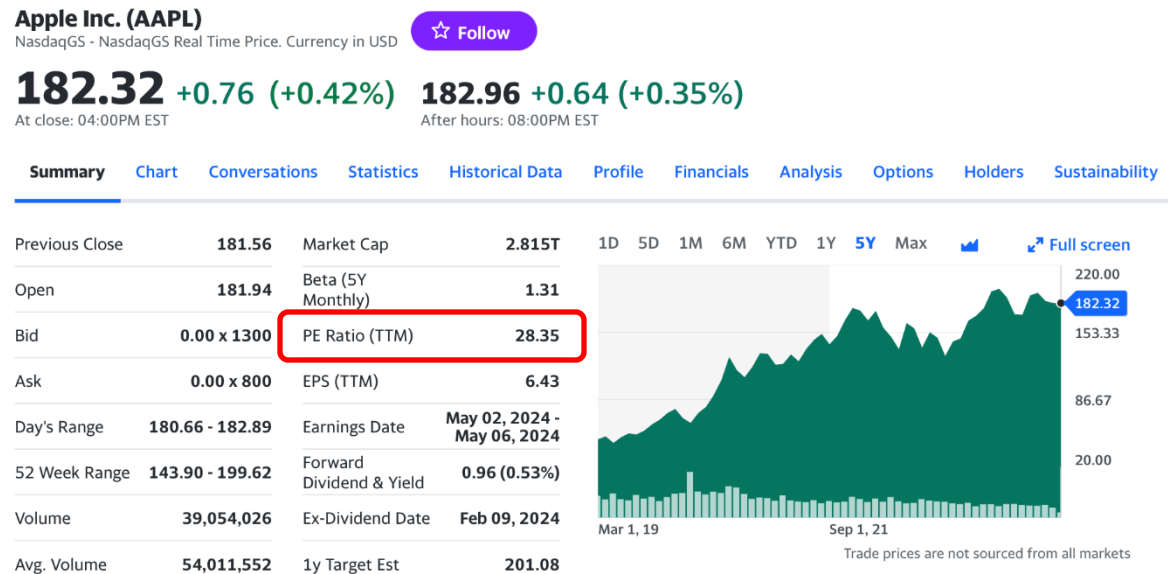 Apple Inc. (AAPL)
NasdaqGS - NasdaqGS Real Time Price. Currency in USD
Follow
182.32 +0.76 (+0.42%) 182.96 +0.64 (+0.35%)
At close: 04:00PM EST After hours: 08:00PM EST
Summary Chart Conversations Statistics Historical Data Profile Financials Analysis Options Holders Sustainability
Previous Close 181.56
Open 181.94
Bid 0.00 x 1300
Ask 0.00 x 800
Day's Range 180.66 - 182.89
52 Week Range 143.90 - 199.62
Volume 39,054,026
Avg. Volume 54,011,552
Market Cap 2.815T
Beta (5Y
Monthly) 1.31
PE Ratio (TTM) 28.35
EPS (TTM) 6.43
Earnings Date May 02, 2024 -
May 06, 2024
Forward
Dividend & Yield 0.96 (0.53%)
Ex-Dividend Date Feb 09, 2024
1y Target Est 201.08
1D 5D 1M 6M YTD 1Y 5Y Max Full screen
220.00
182.32
153.33
86.67
20.00
Mar 1, 19 Sep 1, 21
Trade prices are not sourced from all markets